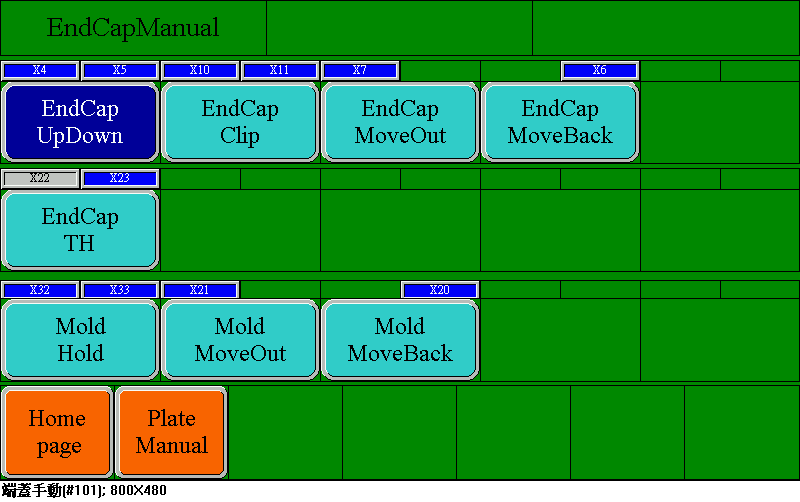 EndCapManual
X4 X5 X10 X11 X7 X6
EndCap
UpDown
EndCap
Clip
EndCap
MoveOut
EndCap
MoveBack
X22 X23
EndCap
TH
X32 X33 X21 X20
Mold
Hold
Mold
MoveOut
Mold
MoveBack
Home
page
Plate
Manual
端蓋手動(#101); 800X480